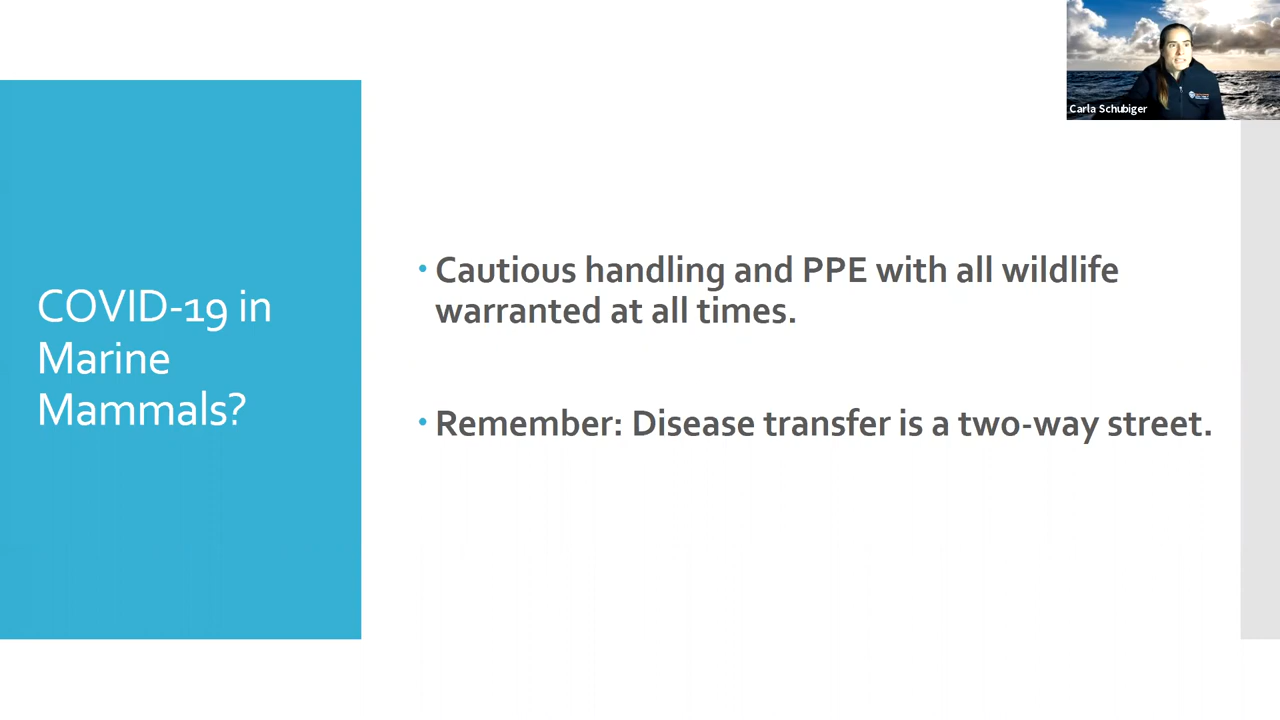 Carla Schubiger
COVID-19 in
Marine
Mammals?
• Cautious handling and PPE with all wildlife
warranted at all times.
• Remember: Disease transfer is a two-way street.